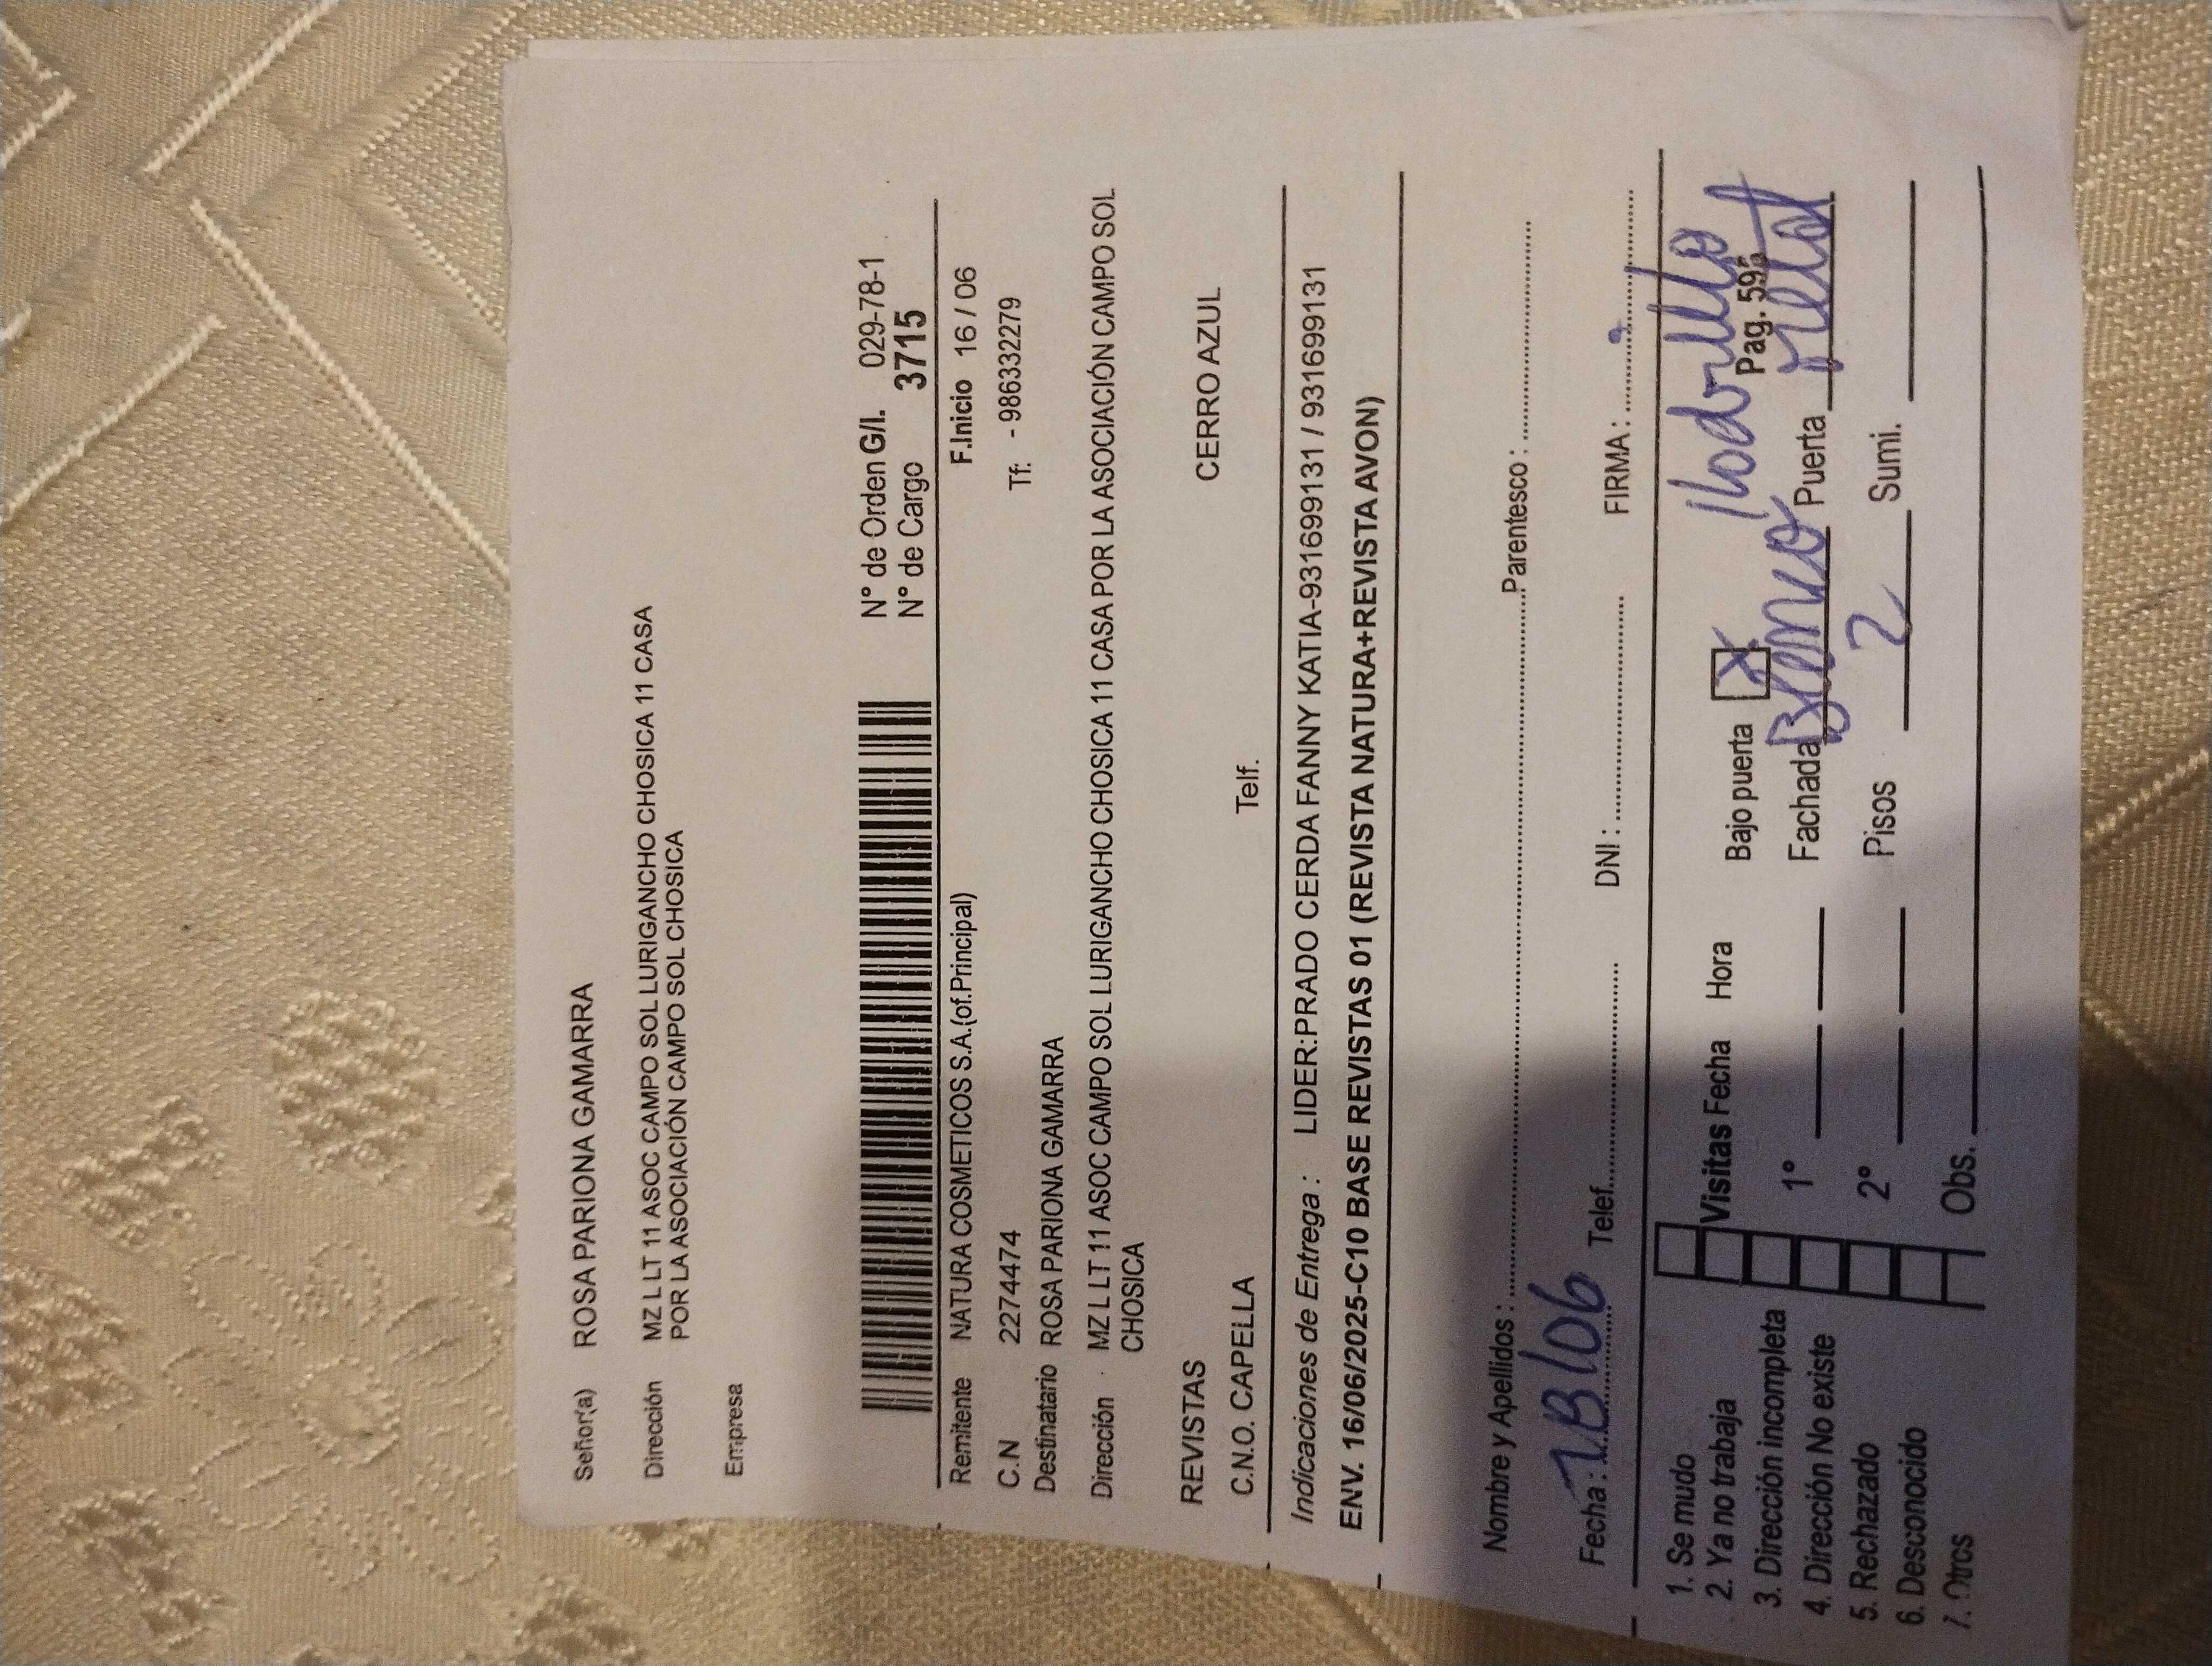 Señor(a) ROSA PARIONA GAMARRA
Dirección MZ L LT 11 ASOC CAMPO SOL LURIGANCHO CHOSICA 11 CASA
POR LA ASOCIACIÓN CAMPO SOL CHOSICA
Empresa
N° de Orden G/I. 029-78-1
N° de Cargo 3715
Remitente NATURA COSMETICOS S.A.(of.Principal) F.Inicio 16 / 06
C.N 2274474 Tf: - 986332279
Destinatario ROSA PARIONA GAMARRA
Dirección MZ L LT 11 ASOC CAMPO SOL LURIGANCHO CHOSICA 11 CASA POR LA ASOCIACIÓN CAMPO SOL
CHOSICA
REVISTAS CERRO AZUL
C.N.O. CAPELLA Telf.
Indicaciones de Entrega : LIDER:PRADO CERDA FANNY KATIA-931699131 / 931699131
ENV. 16/06/2025-C10 BASE REVISTAS 01 (REVISTA NATURA+REVISTA AVON)
Nombre y Apellidos : Parentesco :
Fecha : Telef. DNI : FIRMA :
1. Se mudo
2. Ya no trabaja Visitas Fecha Hora Bajo puerta X Pag. 595
3. Dirección incompleta
4. Dirección No existe 1° Fachada Puerta
5. Rechazado 2° Pisos 2 Sumi.
6. Desconocido
7. Otros Obs.